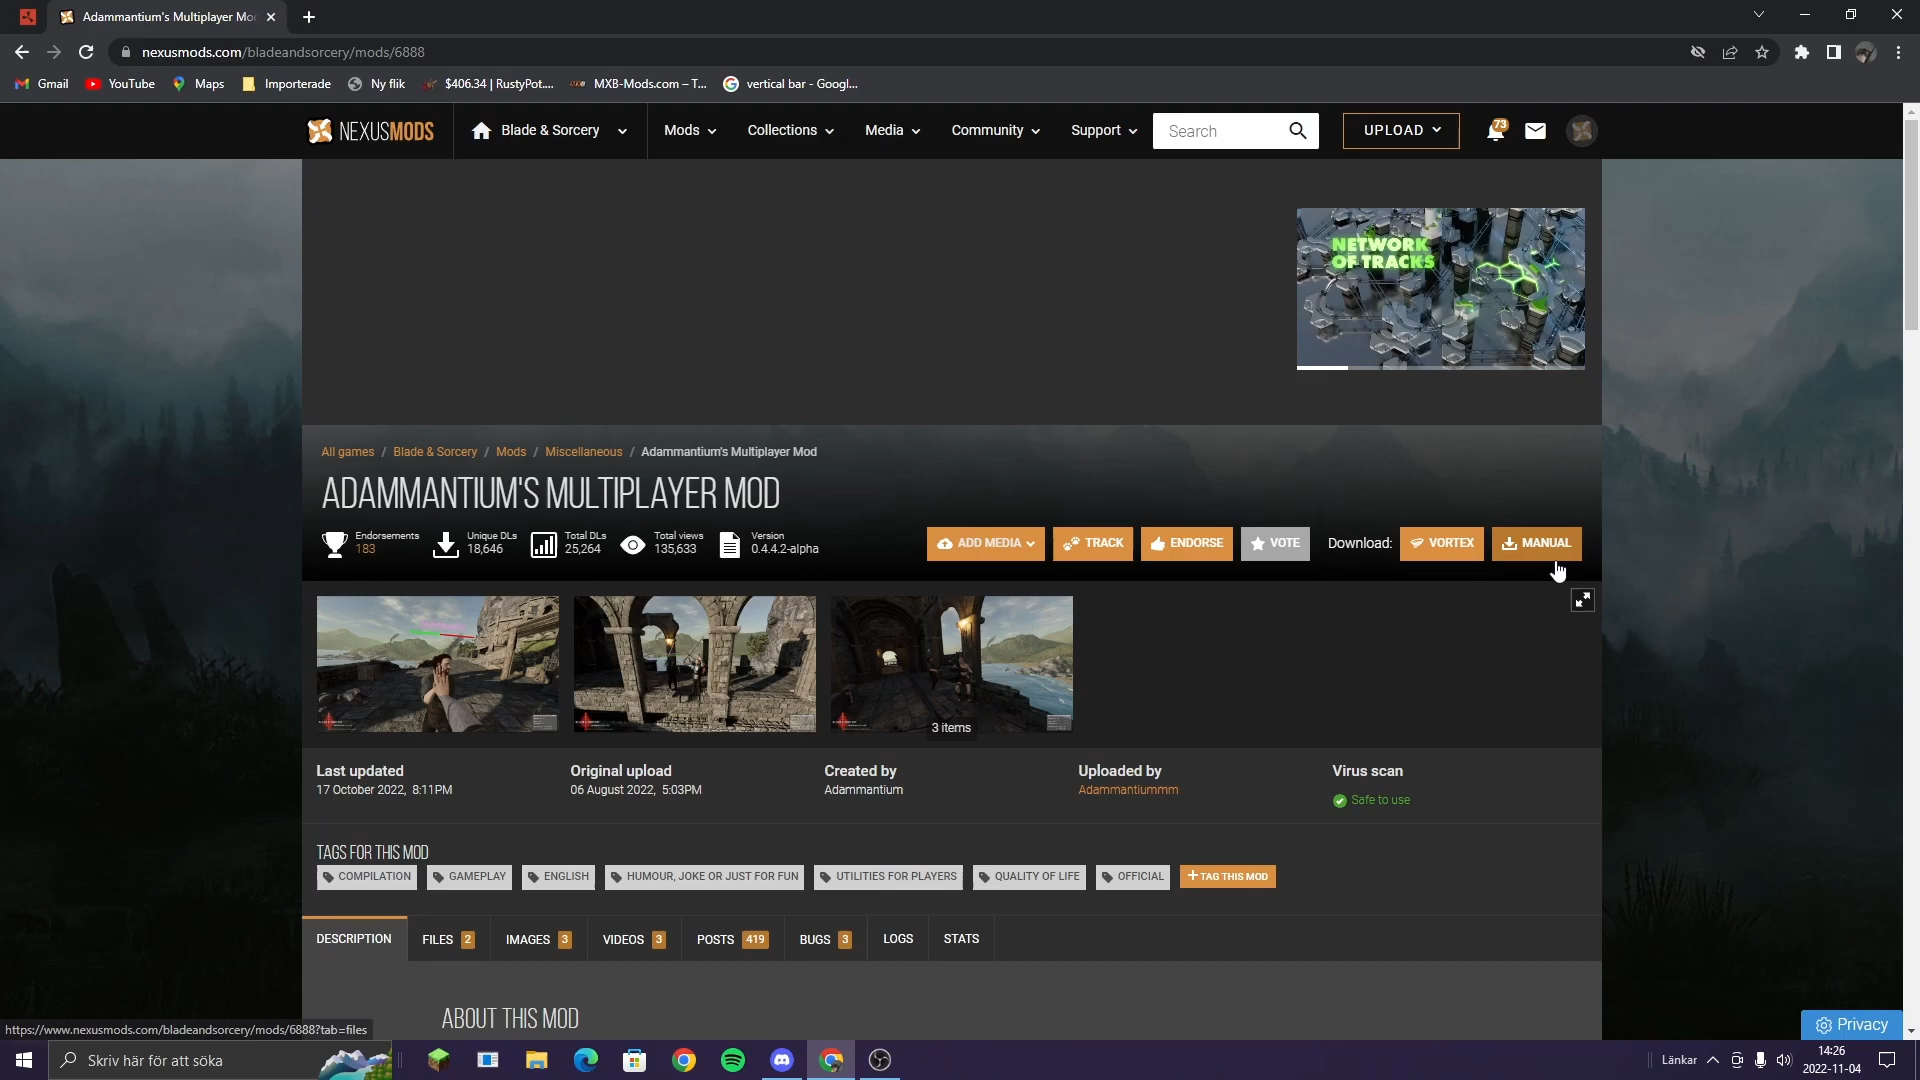 Adammantium's Multiplayer Mo
nexusmods.com/bladeandsorcery/mods/6888
Gmail
YouTube
Maps
Importerade
Ny flik
$406.34 | RustyPot....
MXB-Mods.com – T...
vertical bar - Googl...
NEXUSMODS
Blade & Sorcery
Mods
Collections
Media
Community
Support
Search
UPLOAD
73
NETWORK
OF TRACKS
All games / Blade & Sorcery / Mods / Miscellaneous / Adammantium's Multiplayer Mod
ADAMMANTIUM'S MULTIPLAYER MOD
Endorsements
183
Unique DLs
18,646
Total DLs
25,264
Total views
135,633
Version
0.4.4.2-alpha
ADD MEDIA
TRACK
ENDORSE
VOTE
Download:
VORTEX
MANUAL
3 items
Last updated
17 October 2022, 8:11PM
Original upload
06 August 2022, 5:03PM
Created by
Adammantium
Uploaded by
Adammantiummm
Virus scan
Safe to use
TAGS FOR THIS MOD
COMPILATION
GAMEPLAY
ENGLISH
HUMOUR, JOKE OR JUST FOR FUN
UTILITIES FOR PLAYERS
QUALITY OF LIFE
OFFICIAL
+ TAG THIS MOD
DESCRIPTION
FILES 2
IMAGES 3
VIDEOS 3
POSTS 419
BUGS 3
LOGS
STATS
ABOUT THIS MOD
https://www.nexusmods.com/bladeandsorcery/mods/6888?tab=files
Privacy
Skriv här för att söka
Länkar
14:26
2022-11-04